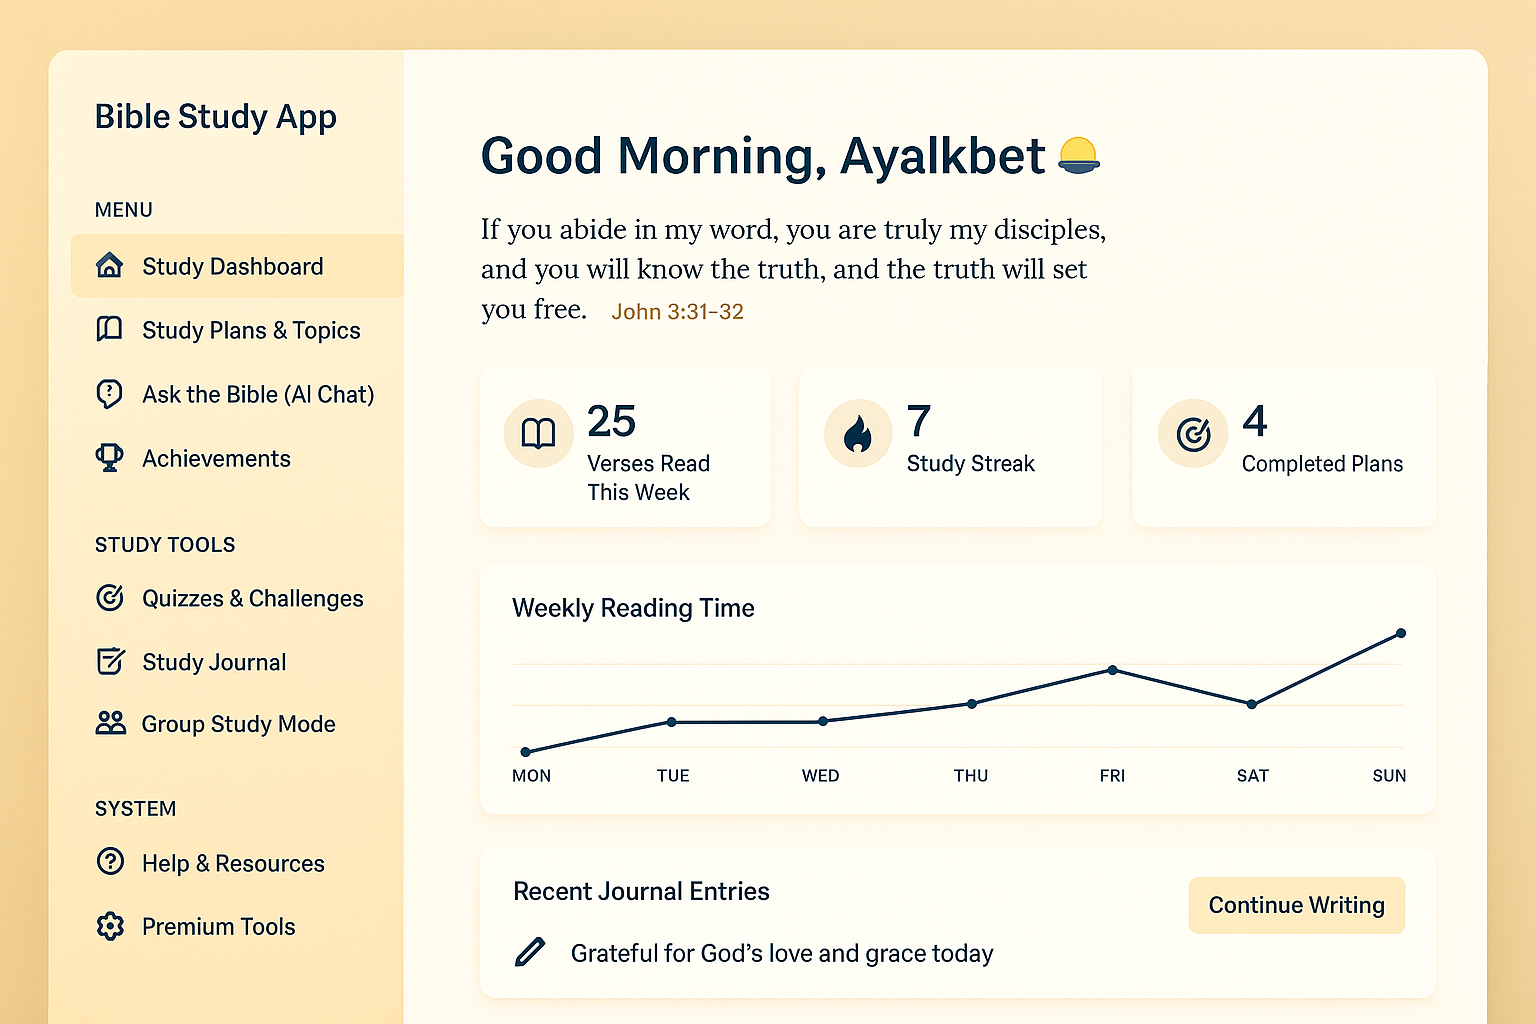 Bible Study App
MENU
Study Dashboard
Study Plans & Topics
Ask the Bible (AI Chat)
Achievements
STUDY TOOLS
Quizzes & Challenges
Study Journal
Group Study Mode
SYSTEM
Help & Resources
Premium Tools
Good Morning, Ayalkbet
If you abide in my word, you are truly my disciples,
and you will know the truth, and the truth will set
you free. John 3:31–32
25
Verses Read
This Week
7
Study Streak
4
Completed Plans
Weekly Reading Time
MON TUE WED THU FRI SAT SUN
Recent Journal Entries
Continue Writing
Grateful for God’s love and grace today